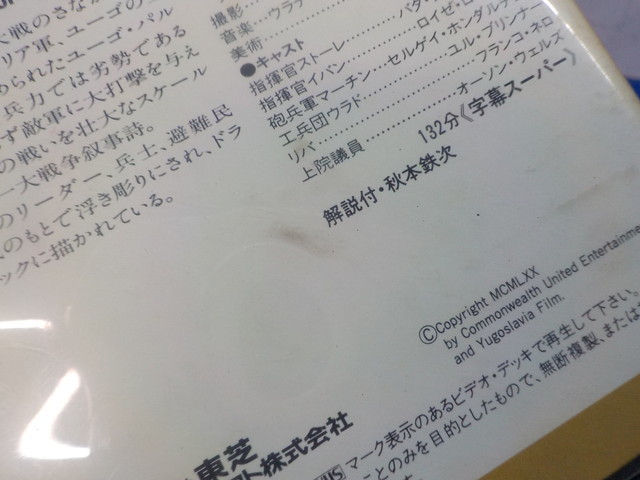 大戦のさな
リア軍、ユーゴの
められたユーゴ・パル
兵力では劣勢である
ず敵軍に大打撃を与え
の戦いを壮大なスケール
一大戦争叙事詩。
のリーダー、兵士、避難民
のもとで浮き彫りにされ、ドラ
ックに描かれている。
撮影
音楽…ウラデ
美術
●キャスト
指揮官ストーレ
指揮官イバン………ロイゼ・ロ
砲兵軍マーチン…セルゲイ・ボンダルチ
工兵団ウラド………ユル・ブリンナー
リバ………フランコ・ネロ
上院議員………オーソン・ウェルズ
132分《字幕スーパー》
解説付・秋本鉄次
©Copyright MCMLXX
by Commonwealth United Entertainme
and Yugoslavia Film.
マーク表示のあるビデオ・デッキで再生して下さい。
ことのみを目的としたもので、無断複製、または
東芝
株式会社